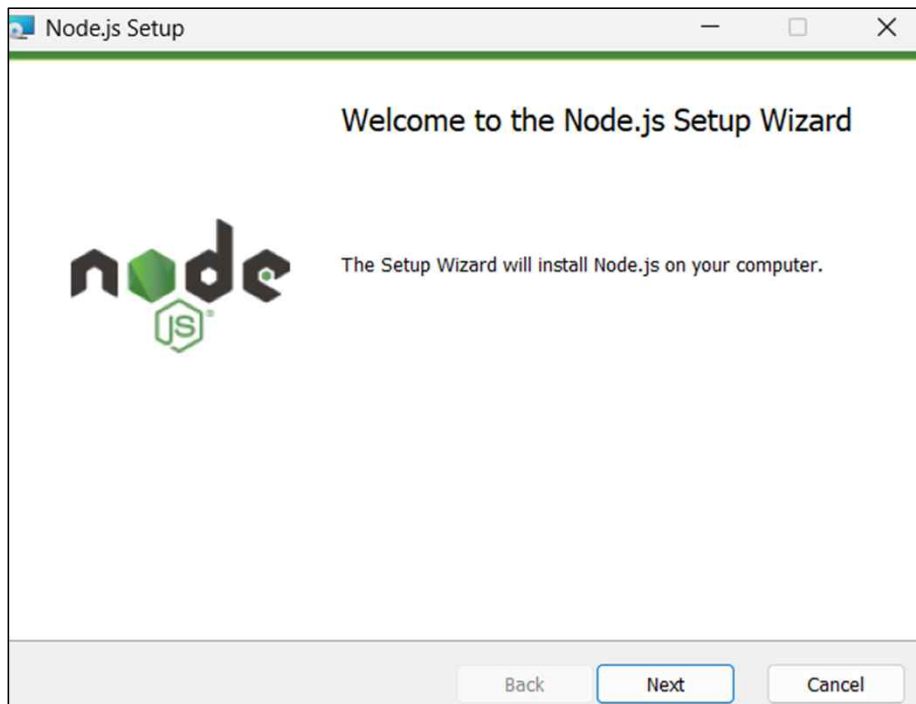 Node.js Setup
Welcome to the Node.js Setup Wizard
node
JS®
The Setup Wizard will install Node.js on your computer.
Back
Next
Cancel